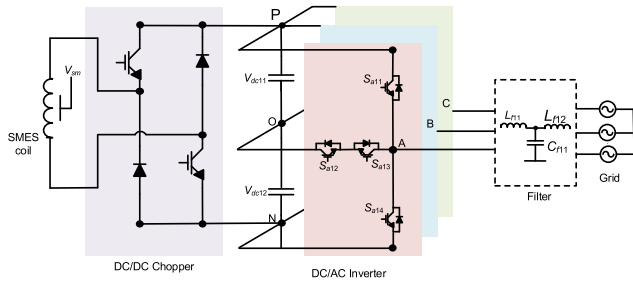 P
V_sm
SMES
coil
V_dc11
S_a11
C
O
B
A
S_a12
S_a13
V_dc12
N
S_a14
L_f11
L_f12
C_f11
Filter
Grid
DC/DC Chopper
DC/AC Inverter